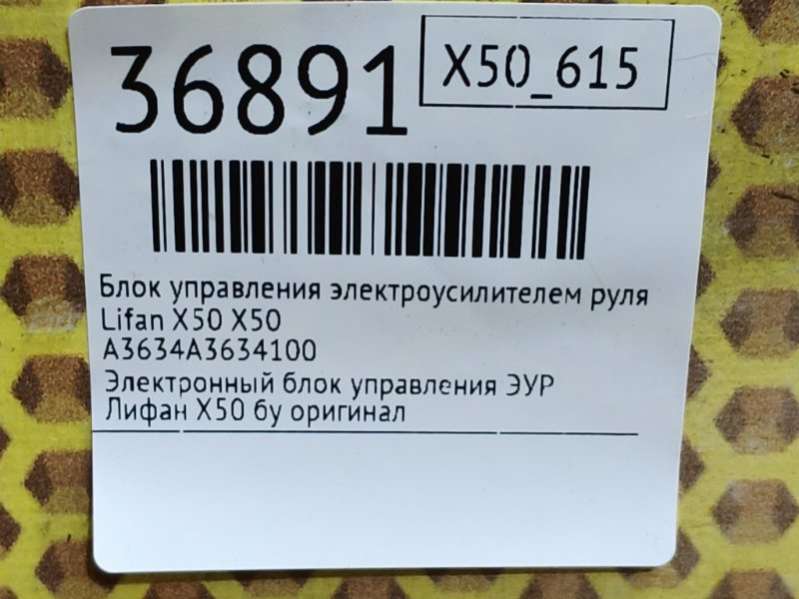 36891
X50_615
Блок управления электроусилителем руля
Lifan X50 X50
A3634A3634100
Электронный блок управления ЭУР
Лифан X50 бу оригинал